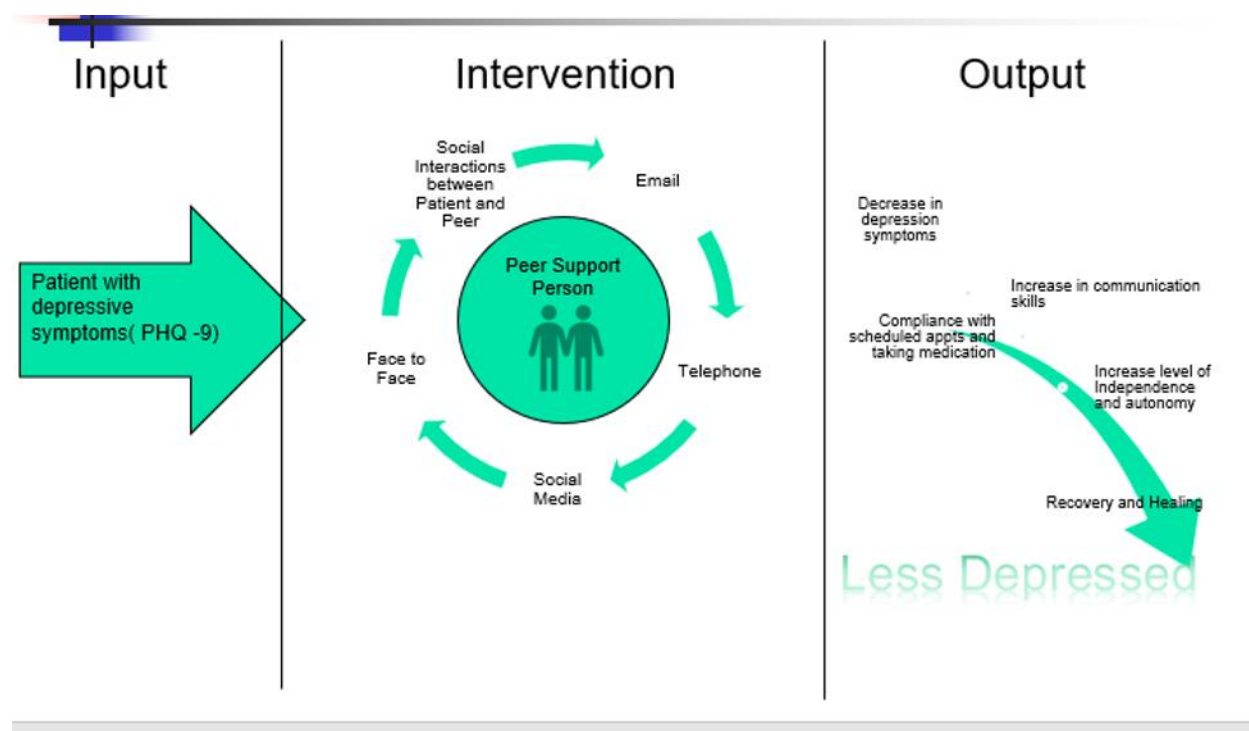 Input
Intervention
Output
Patient with
depressive
symptoms( PHQ -9)
Social
Interactions
between
Patient and
Peer
Email
Peer Support
Person
Telephone
Face to
Face
Social
Media
Decrease in
depression
symptoms
Increase in communication
skills
Compliance with
scheduled appts and
taking medication
Increase level of
Independence
and autonomy
Recovery and Healing
Less Depressed